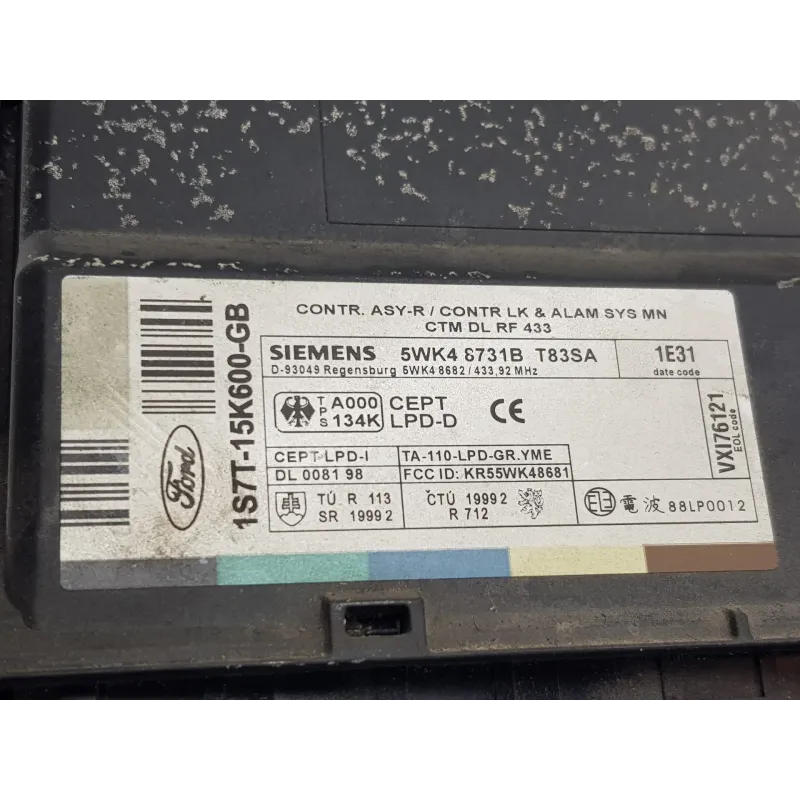 CONTR. ASY-R / CONTR LK & ALAM SYS MN
CTM DL RF 433
SIEMENS 5WK4 8731B T83SA
D-93049 Regensburg 5WK4 8682 / 433,92 MHz
1E31
date code
TPS A000
134K
CEPT
LPD-D
CE
CEPT LPD-I
DL 0081 98
TA-110-LPD-GR.YME
FCC ID: KR55WK48681
TÚ. R 113
SR 1999 2
ČTÚ 1999 2
R 712
電波 88LP0012
VXI76121
EOL code
Ford
1S7T-15K600-GB